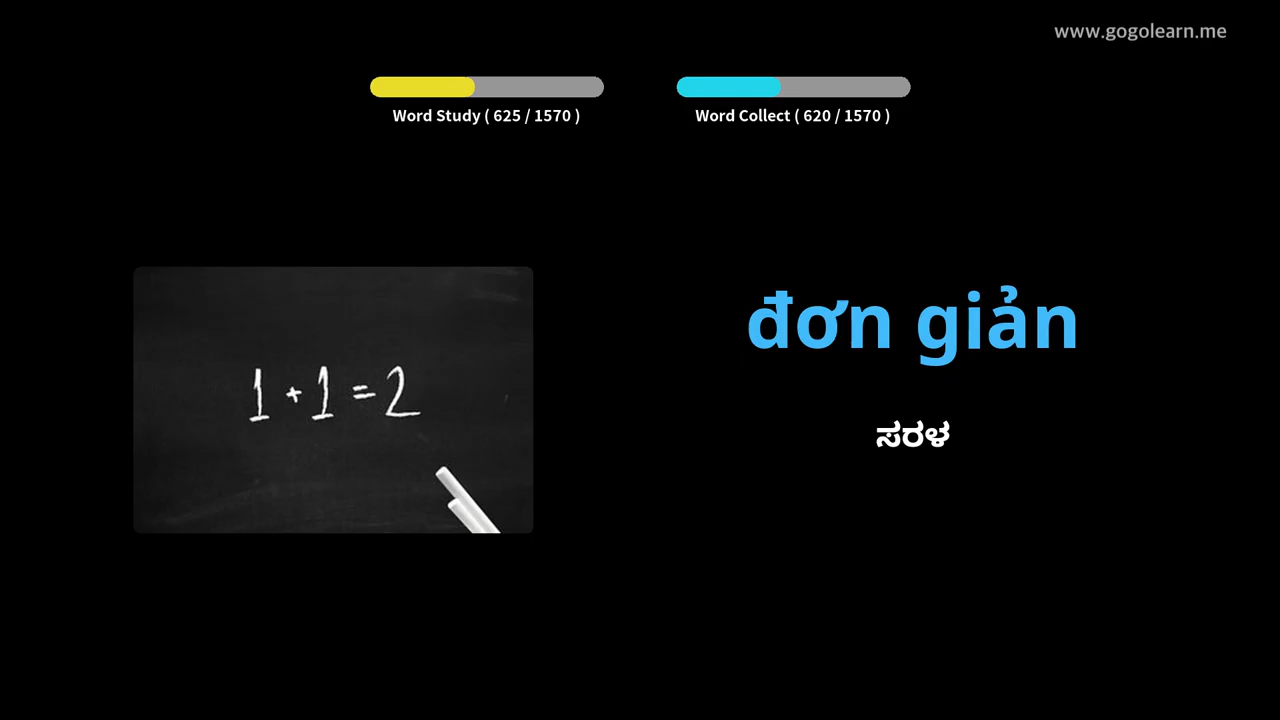 www.gogolearn.me
Word Study ( 625 / 1570 )
Word Collect ( 620 / 1570 )
1 + 1 = 2
đơn giản
ಸರಳ